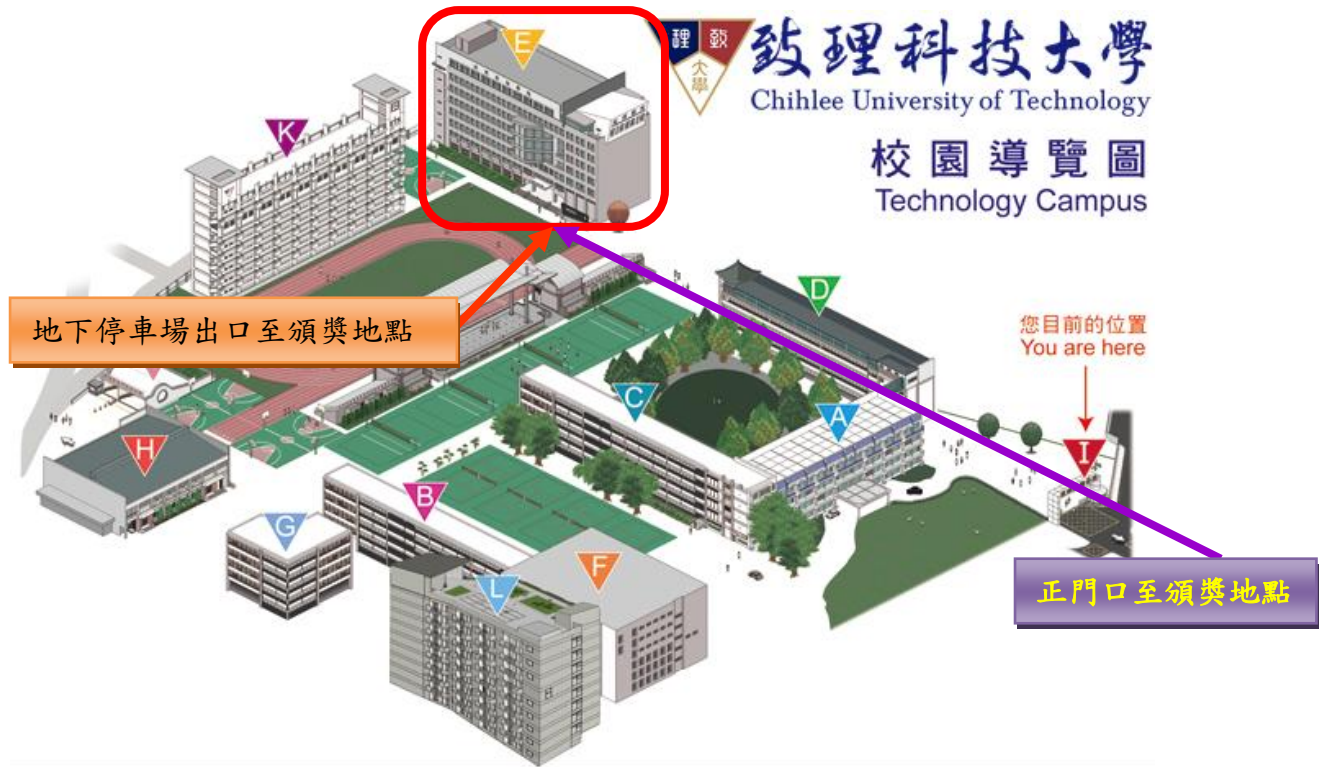 理 致
大
學
致理科技大學
Chihlee University of Technology
校園導覽圖
Technology Campus
E
K
D
您目前的位置
You are here
地下停車場出口至頒獎地點
C
A
I
H
B
G
F
L
正門口至頒獎地點